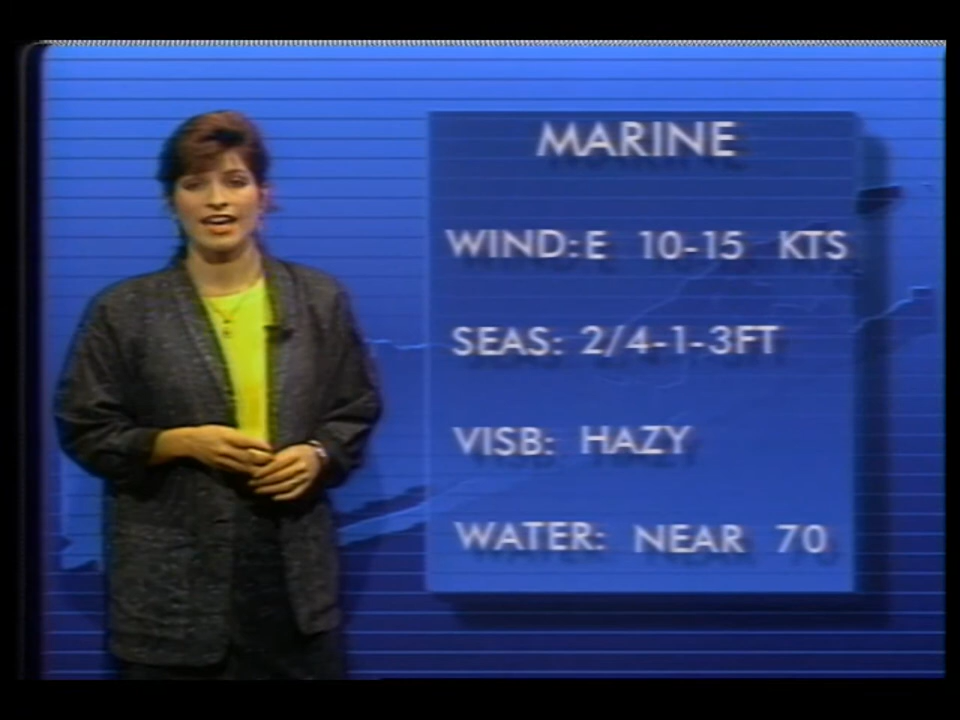 MARINE
WIND: E 10-15 KTS
SEAS: 2/4-1-3FT
VISB: HAZY
WATER: NEAR 70